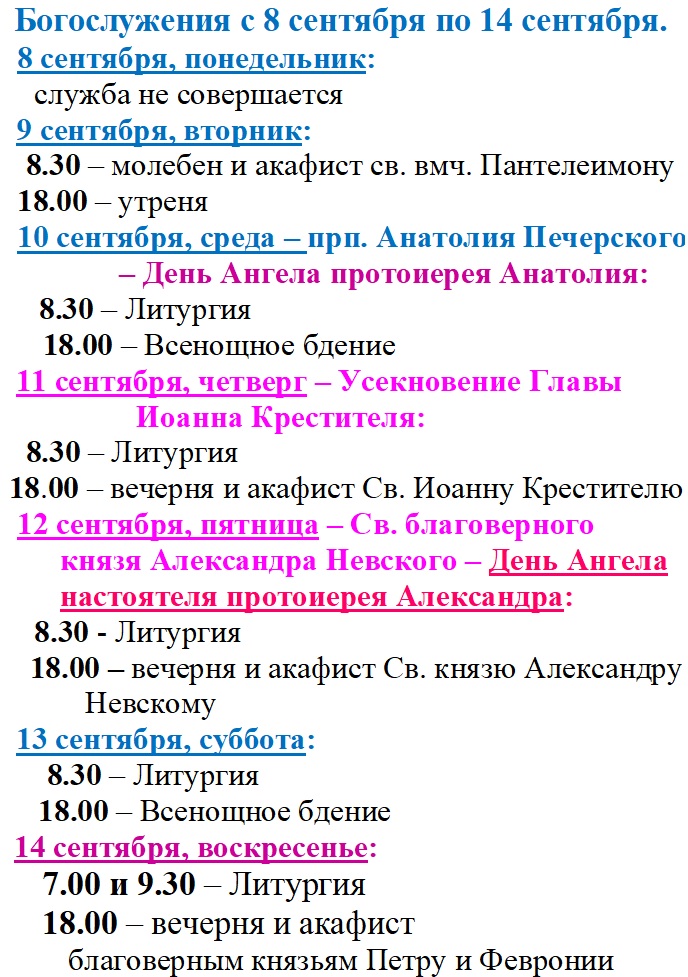 Богослужения с 8 сентября по 14 сентября.
8 сентября, понедельник:
служба не совершается
9 сентября, вторник:
8.30 – молебен и акафист св. вмч. Пантелеимону
18.00 – утреня
10 сентября, среда – прп. Анатолия Печерского
– День Ангела протоиерея Анатолия:
8.30 – Литургия
18.00 – Всенощное бдение
11 сентября, четверг – Усекновение Главы
Иоанна Крестителя:
8.30 – Литургия
18.00 – вечерня и акафист Св. Иоанну Крестителю
12 сентября, пятница – Св. благоверного
князя Александра Невского – День Ангела
настоятеля протоиерея Александра:
8.30 - Литургия
18.00 – вечерня и акафист Св. князю Александру
Невскому
13 сентября, суббота:
8.30 – Литургия
18.00 – Всенощное бдение
14 сентября, воскресенье:
7.00 и 9.30 – Литургия
18.00 – вечерня и акафист
благоверным князьям Петру и Февронии